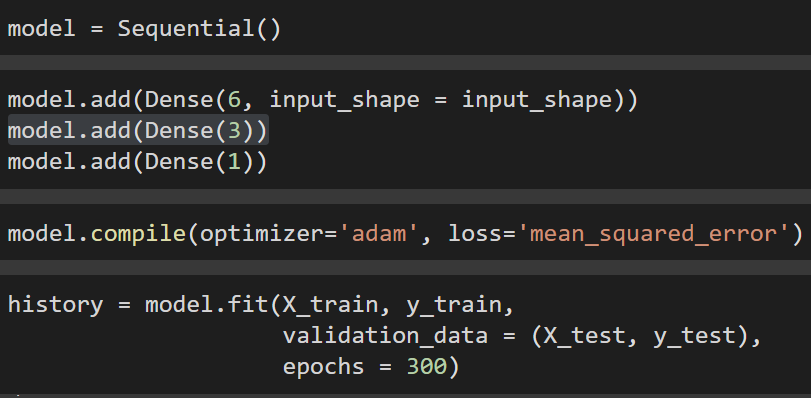 model = Sequential()
model.add(Dense(6, input_shape = input_shape))
model.add(Dense(3))
model.add(Dense(1))
model.compile(optimizer='adam', loss='mean_squared_error')
history = model.fit(X_train, y_train,
validation_data = (X_test, y_test),
epochs = 300)